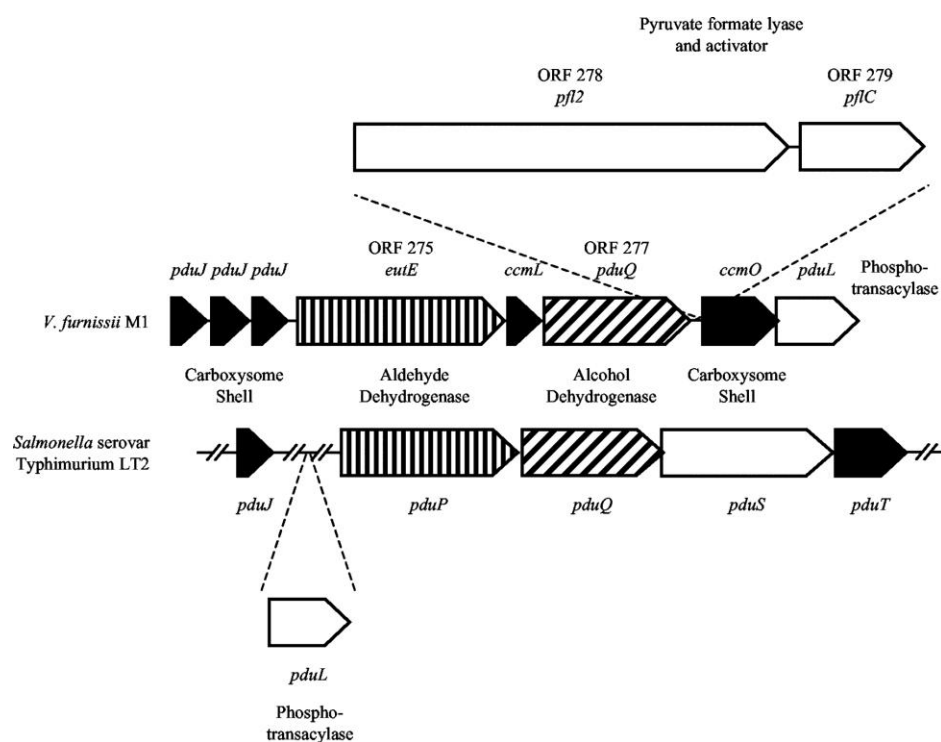 Pyruvate formate lyase
and activator
ORF 278
pfl2
ORF 279
pflC
ORF 275
ORF 277
pduJ pduJ pduJ
eutE
ccmL
pduQ
ccmO
pduL
Phospho-
transacylase
V. furnissii M1
Carboxysome
Shell
Aldehyde
Dehydrogenase
Alcohol
Dehydrogenase
Carboxysome
Shell
Salmonella serovar
Typhimurium LT2
pduJ
pduP
pduQ
pduS
pduT
pduL
Phospho-
transacylase